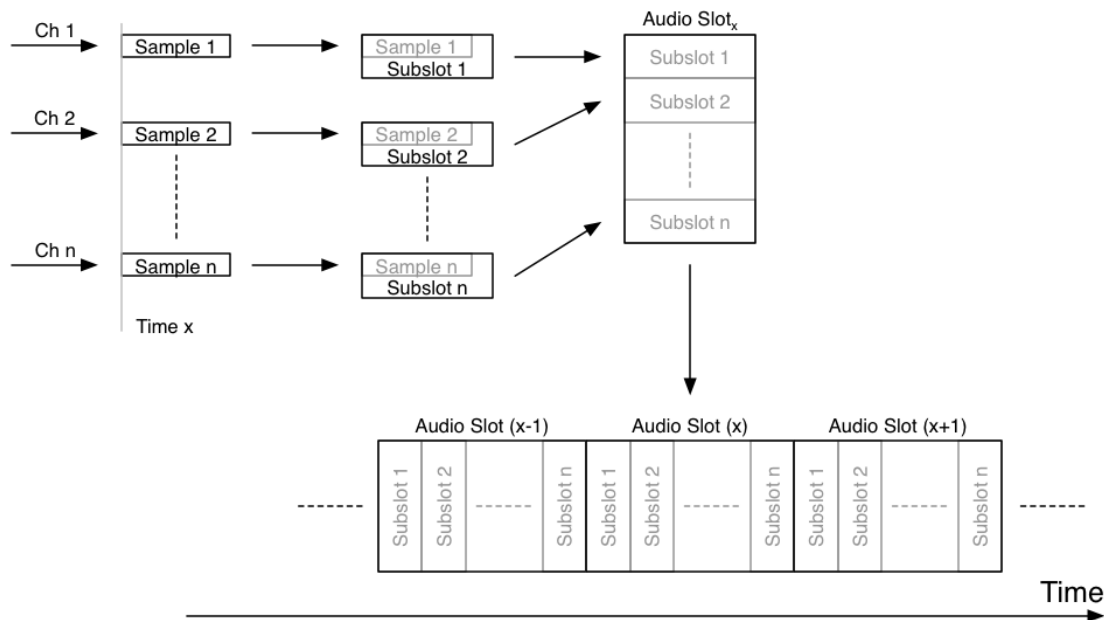 Ch 1
Sample 1
Sample 1
Subslot 1
Audio Slotx
Subslot 1
Ch 2
Sample 2
Sample 2
Subslot 2
Subslot 2
Ch n
Sample n
Sample n
Subslot n
Subslot n
Time x
Audio Slot (x-1)
Audio Slot (x)
Audio Slot (x+1)
Subslot 1
Subslot 2
Subslot n
Subslot 1
Subslot 2
Subslot n
Subslot 1
Subslot 2
Subslot n
Time